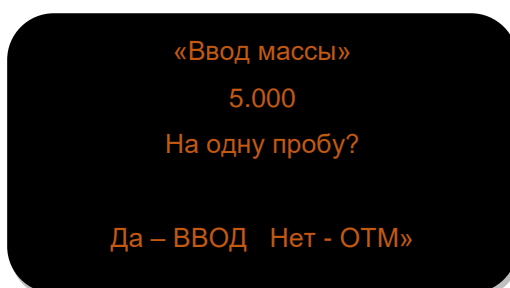 «Ввод массы»
5.000
На одну пробу?
Да – ВВОД Нет - ОТМ»